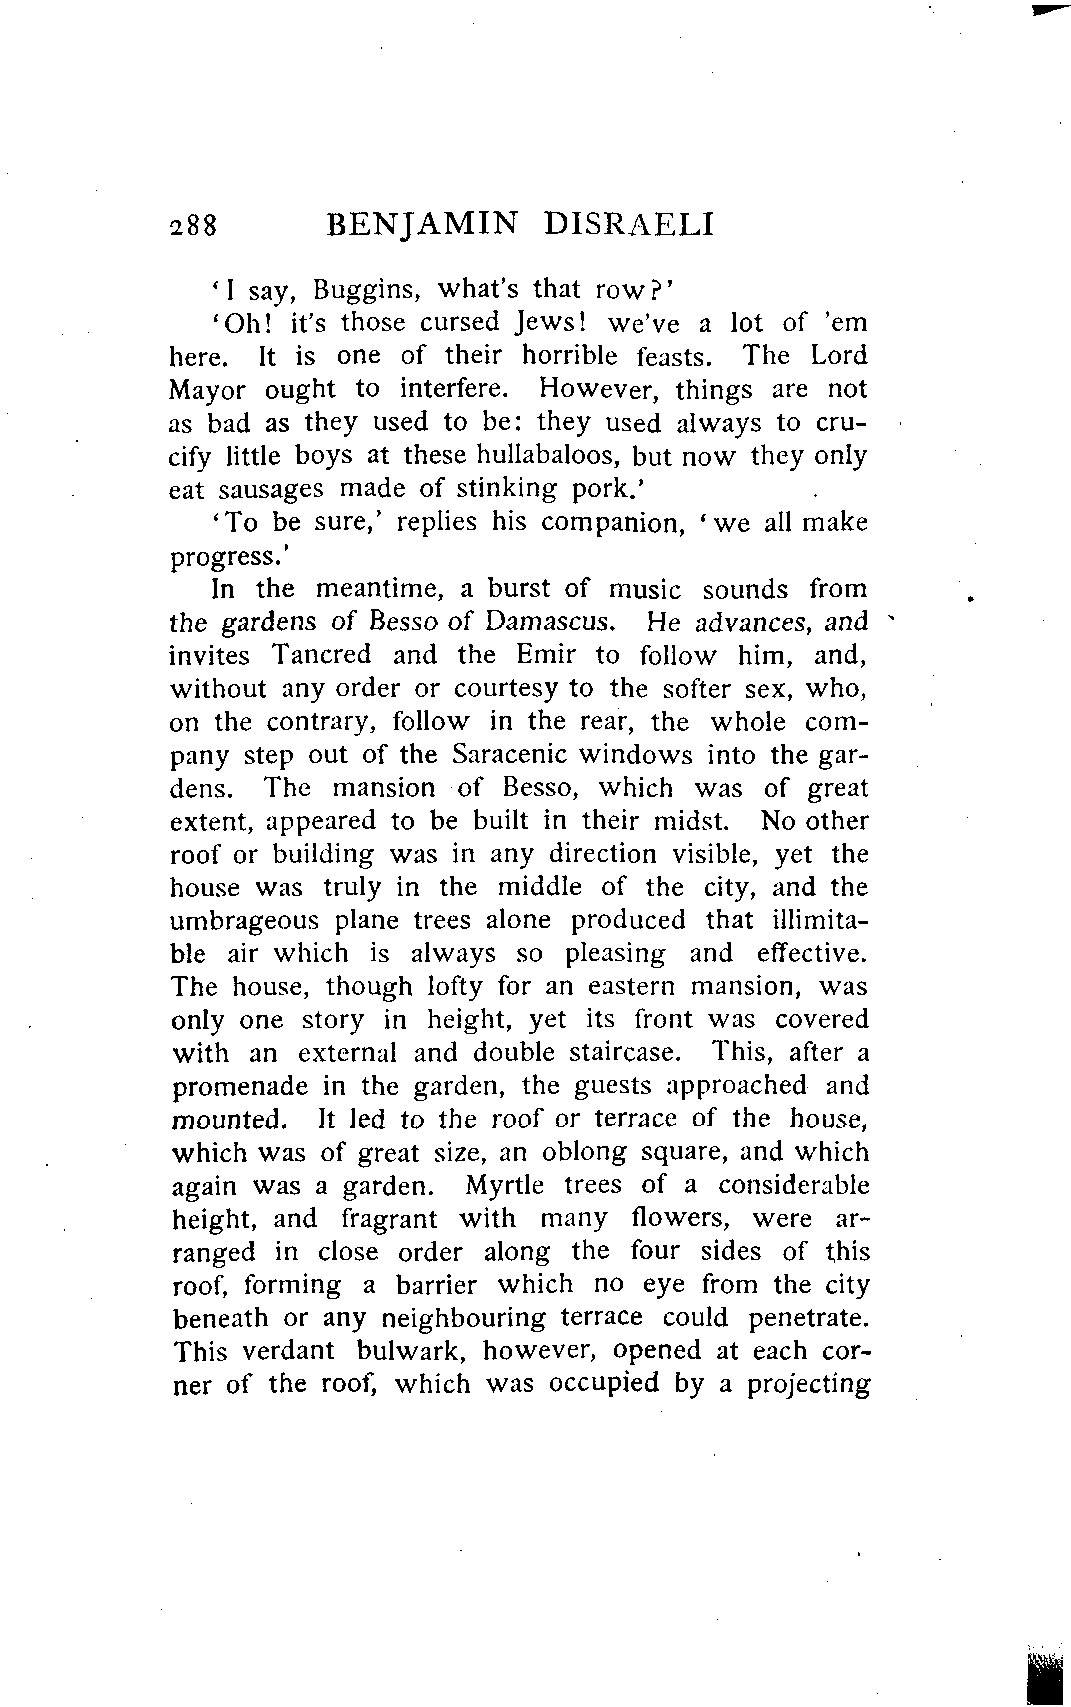 288 BENJAMIN DISRAELI
‘I say, Buggins, what's that row?’
‘Oh! it's those cursed Jews! we've a lot of 'em
here. It is one of their horrible feasts. The Lord
Mayor ought to interfere. However, things are not
as bad as they used to be: they used always to cru-
cify little boys at these hullabaloos, but now they only
eat sausages made of stinking pork.’
‘To be sure,’ replies his companion, ‘we all make
progress.’
In the meantime, a burst of music sounds from
the gardens of Besso of Damascus. He advances, and
invites Tancred and the Emir to follow him, and,
without any order or courtesy to the softer sex, who,
on the contrary, follow in the rear, the whole com-
pany step out of the Saracenic windows into the gar-
dens. The mansion of Besso, which was of great
extent, appeared to be built in their midst. No other
roof or building was in any direction visible, yet the
house was truly in the middle of the city, and the
umbrageous plane trees alone produced that illimita-
ble air which is always so pleasing and effective.
The house, though lofty for an eastern mansion, was
only one story in height, yet its front was covered
with an external and double staircase. This, after a
promenade in the garden, the guests approached and
mounted. It led to the roof or terrace of the house,
which was of great size, an oblong square, and which
again was a garden. Myrtle trees of a considerable
height, and fragrant with many flowers, were ar-
ranged in close order along the four sides of this
roof, forming a barrier which no eye from the city
beneath or any neighbouring terrace could penetrate.
This verdant bulwark, however, opened at each cor-
ner of the roof, which was occupied by a projecting